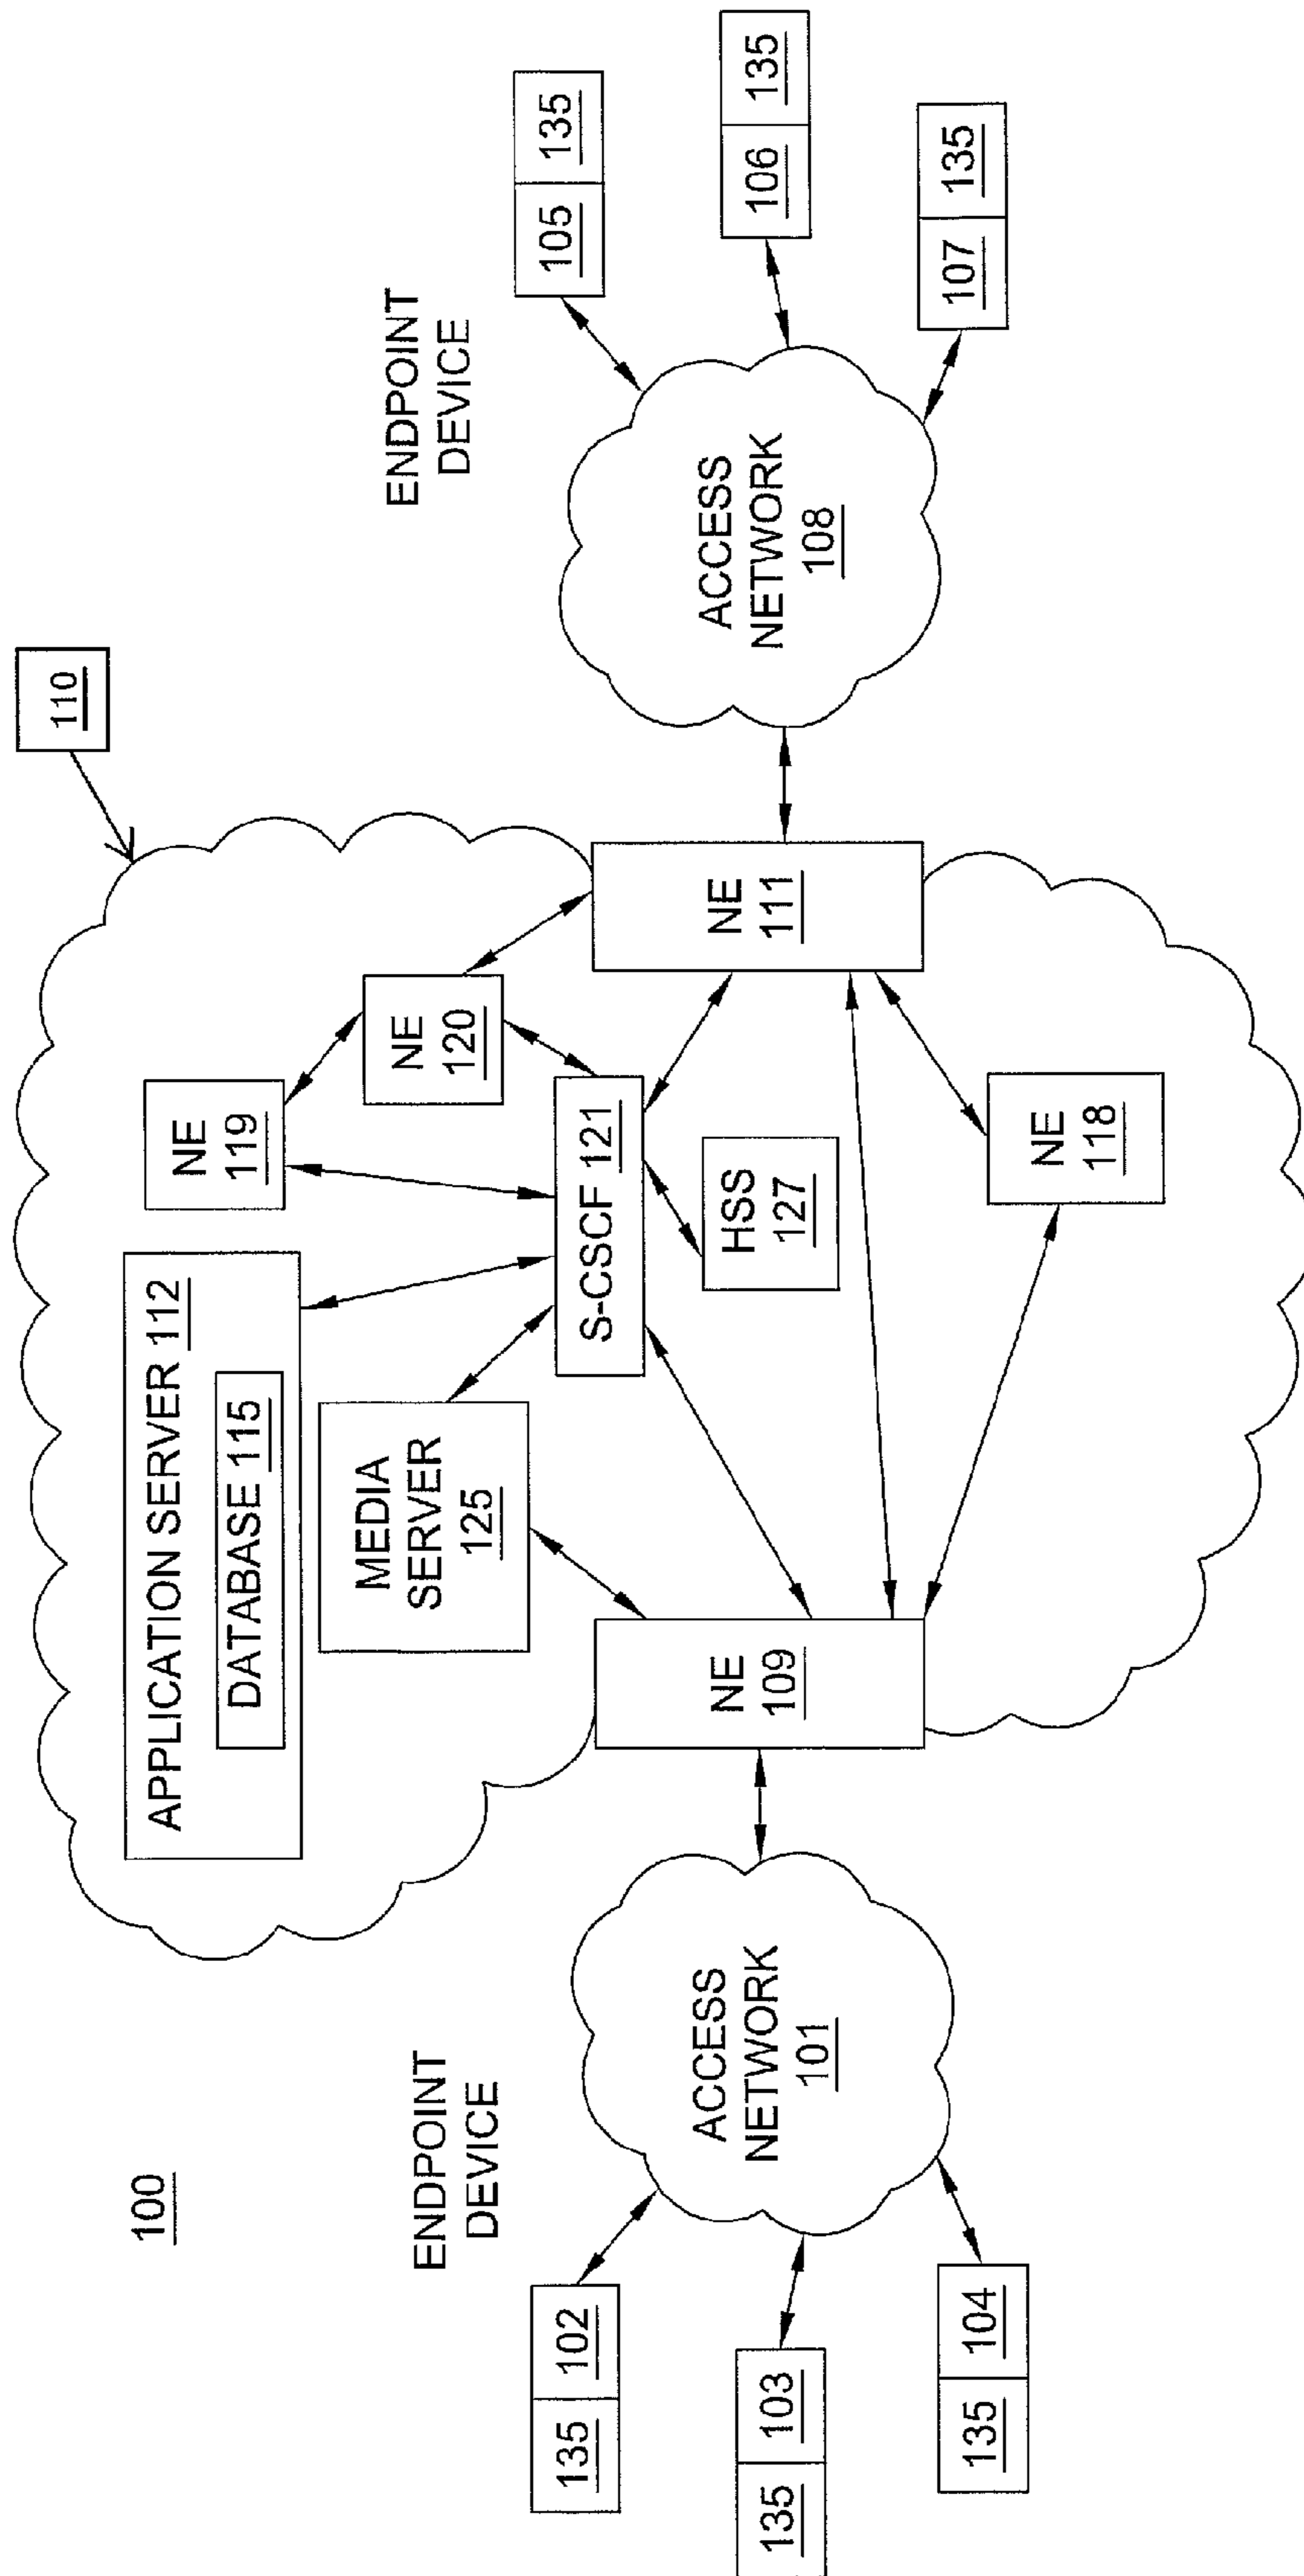 100
110
APPLICATION SERVER 112
DATABASE 115
NE
119
MEDIA
SERVER
125
NE
120
S-CSCF 121
HSS
127
NE
109
NE
111
NE
118
ENDPOINT
DEVICE
135 102
135 103
135 104
ACCESS
NETWORK
101
ENDPOINT
DEVICE
ACCESS
NETWORK
108
105 135
106 135
107 135